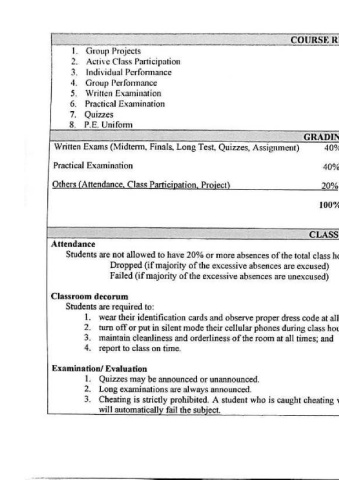 COURSE R
1. Group Projects
2. Active Class Participation
3. Individual Performance
4. Group Performance
5. Written Examination
6. Practical Examination
7. Quizzes
8. P.E. Uniform
GRADIN
Written Exams (Midterm, Finals, Long Test, Quizzes, Assignment) 40%
Practical Examination 40%
Others (Attendance, Class Participation, Project) 20%
100%
CLASS
Attendance
Students are not allowed to have 20% or more absences of the total class ho
Dropped (if majority of the excessive absences are excused)
Failed (if majority of the excessive absences are unexcused)
Classroom decorum
Students are required to:
1. wear their identification cards and observe proper dress code at all
2. turn off or put in silent mode their cellular phones during class hou
3. maintain cleanliness and orderliness of the room at all times; and
4. report to class on time.
Examination/ Evaluation
1. Quizzes may be announced or unannounced.
2. Long examinations are always announced.
3. Cheating is strictly prohibited. A student who is caught cheating
will automatically fail the subject.